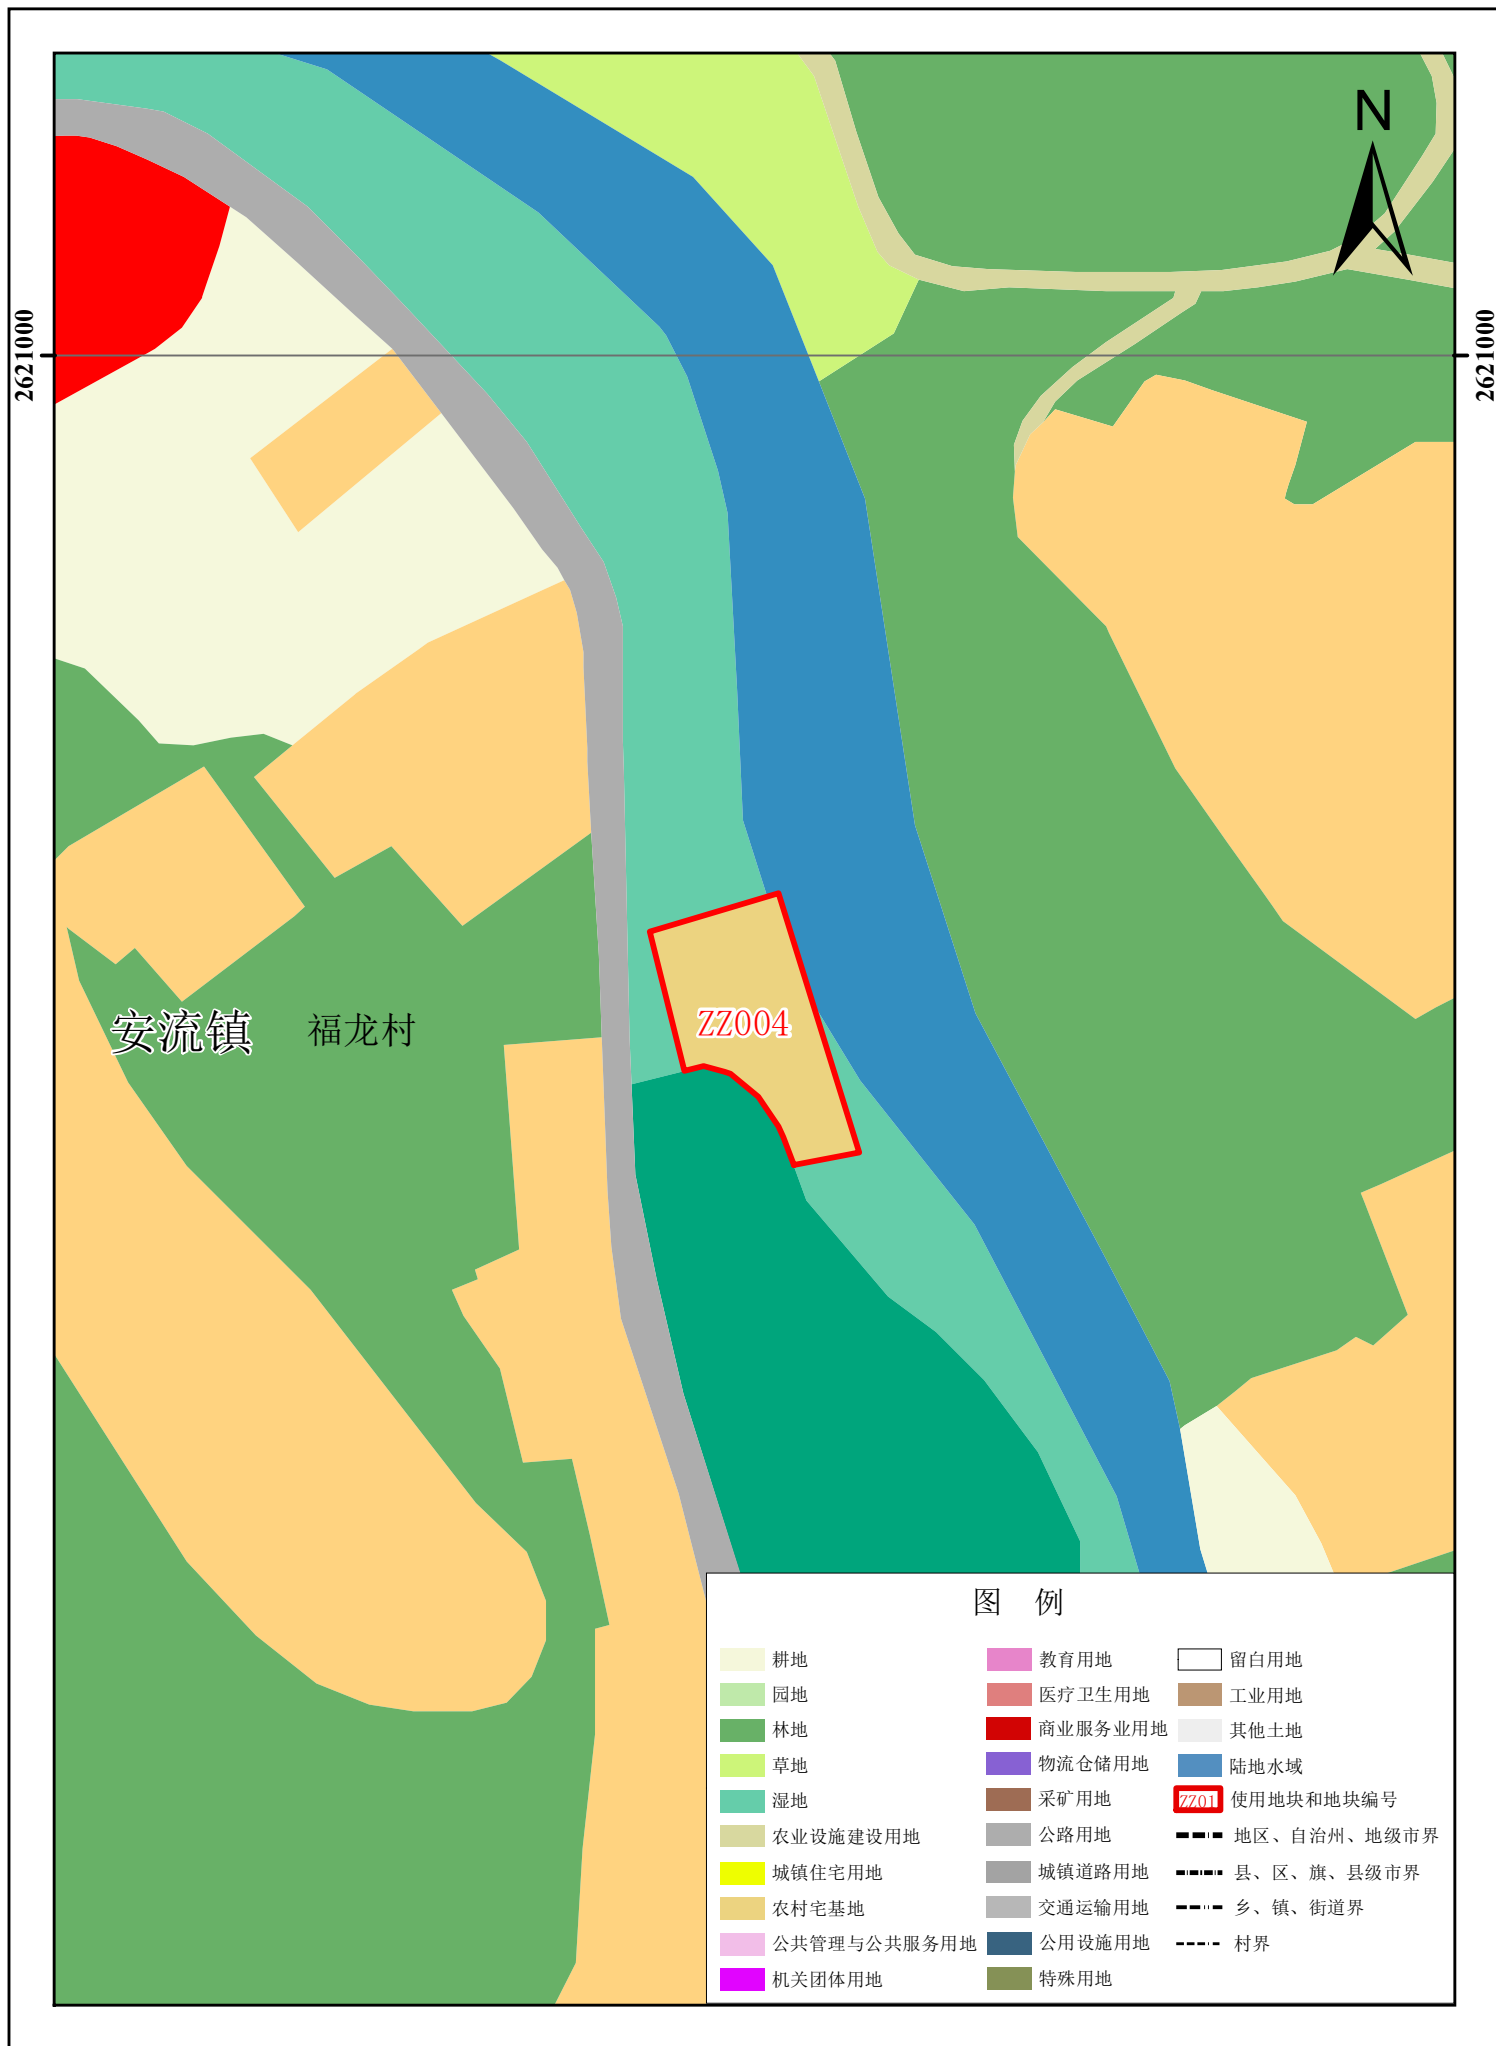 N
2621000
2621000
ZZ004
安流镇 福龙村
图 例
耕地
园地
林地
草地
湿地
农业设施建设用地
城镇住宅用地
农村宅基地
公共管理与公共服务用地
机关团体用地
教育用地
医疗卫生用地
商业服务业用地
物流仓储用地
采矿用地
公路用地
城镇道路用地
交通运输用地
公用设施用地
特殊用地
留白用地
工业用地
其他土地
陆地水域
ZZ01 使用地块和地块编号
地区、自治州、地级市界
县、区、旗、县级市界
乡、镇、街道界
村界